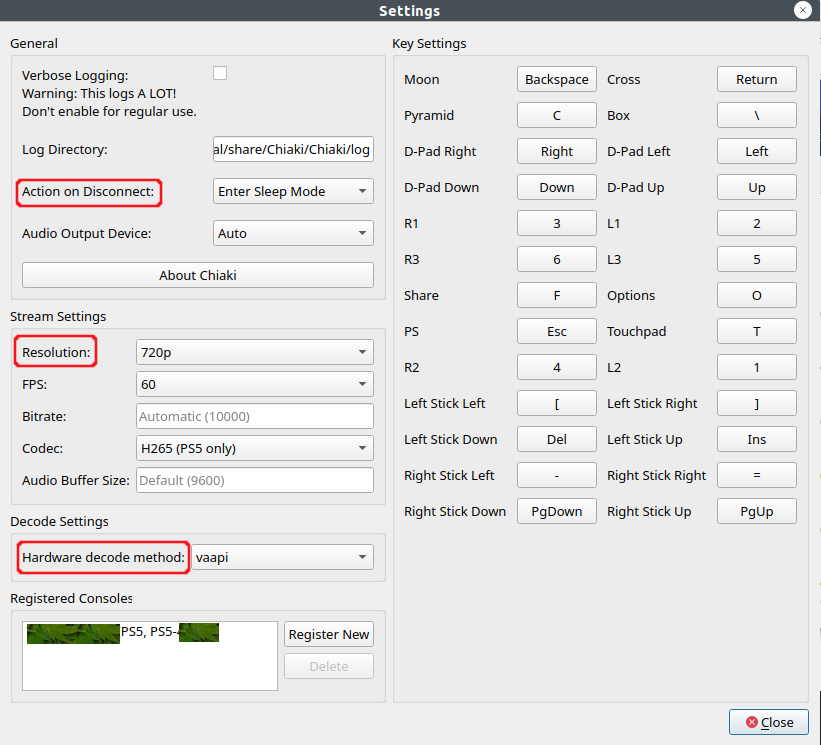 Settings
General
Verbose Logging:
Warning: This logs A LOT!
Don't enable for regular use.
Log Directory: al/share/Chiaki/Chiaki/log
Action on Disconnect: Enter Sleep Mode
Audio Output Device: Auto
About Chiaki
Stream Settings
Resolution: 720p
FPS: 60
Bitrate: Automatic (10000)
Codec: H265 (PS5 only)
Audio Buffer Size: Default (9600)
Decode Settings
Hardware decode method: vaapi
Registered Consoles
PS5, PS5-
Register New
Delete
Key Settings
Moon Backspace Cross Return
Pyramid C Box \
D-Pad Right Right D-Pad Left Left
D-Pad Down Down D-Pad Up Up
R1 3 L1 2
R3 6 L3 5
Share F Options O
PS Esc Touchpad T
R2 4 L2 1
Left Stick Left [ Left Stick Right ]
Left Stick Down Del Left Stick Up Ins
Right Stick Left - Right Stick Right =
Right Stick Down PgDown Right Stick Up PgUp
Close